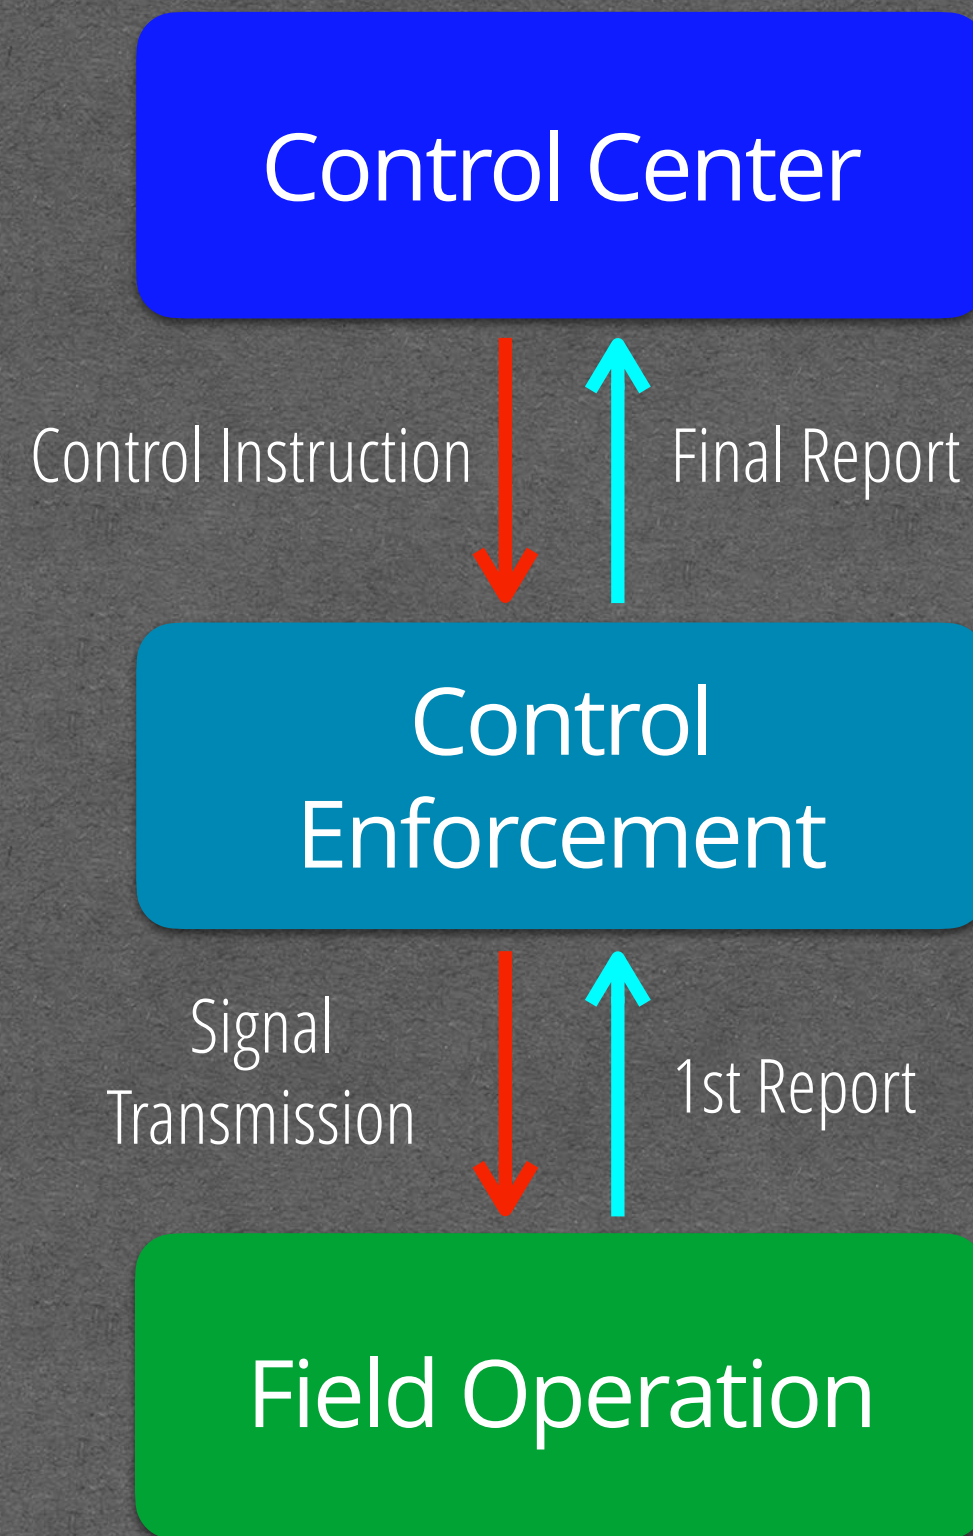 Control Center
Control Instruction
Final Report
Control
Enforcement
Signal
Transmission
1st Report
Field Operation